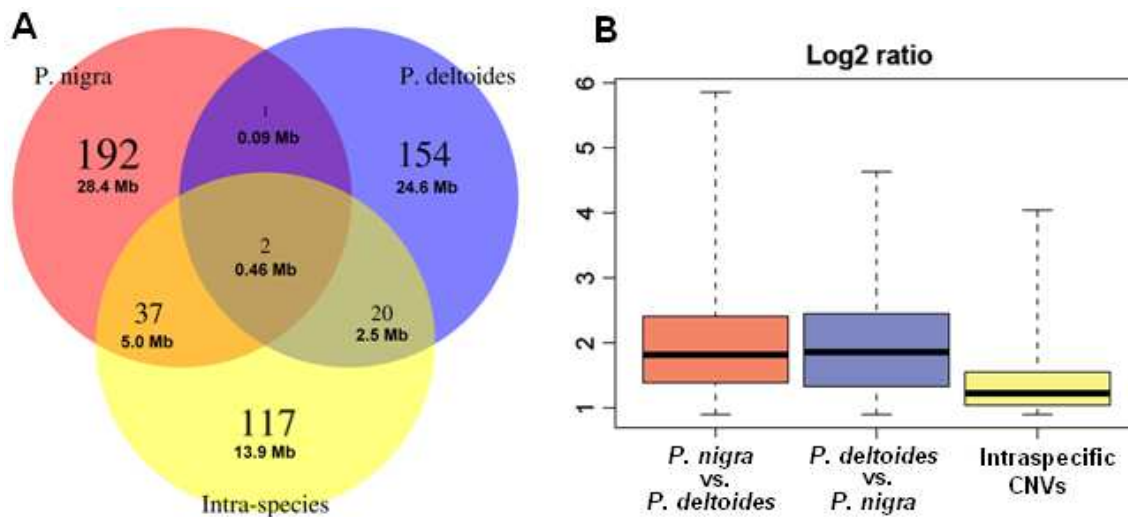 A
P. nigra
P. deltoides
1
0.09 Mb
192
28.4 Mb
154
24.6 Mb
2
0.46 Mb
37
5.0 Mb
20
2.5 Mb
117
13.9 Mb
Intra-species
B
Log2 ratio
6
5
4
3
2
1
P. nigra
vs.
P. deltoides
P. deltoides
vs.
P. nigra
Intraspecific
CNVs